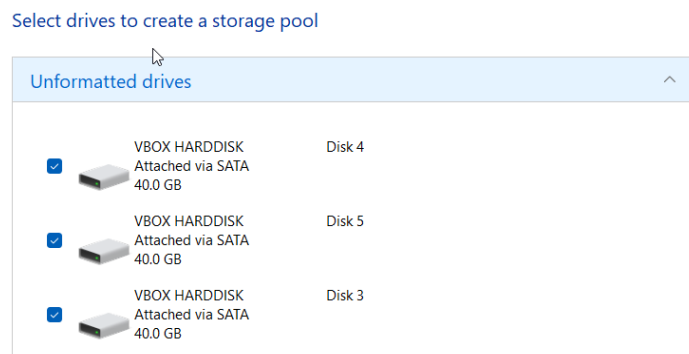 Select drives to create a storage pool
Unformatted drives
VBOX HARDDISK Disk 4
Attached via SATA
40.0 GB
VBOX HARDDISK Disk 5
Attached via SATA
40.0 GB
VBOX HARDDISK Disk 3
Attached via SATA
40.0 GB